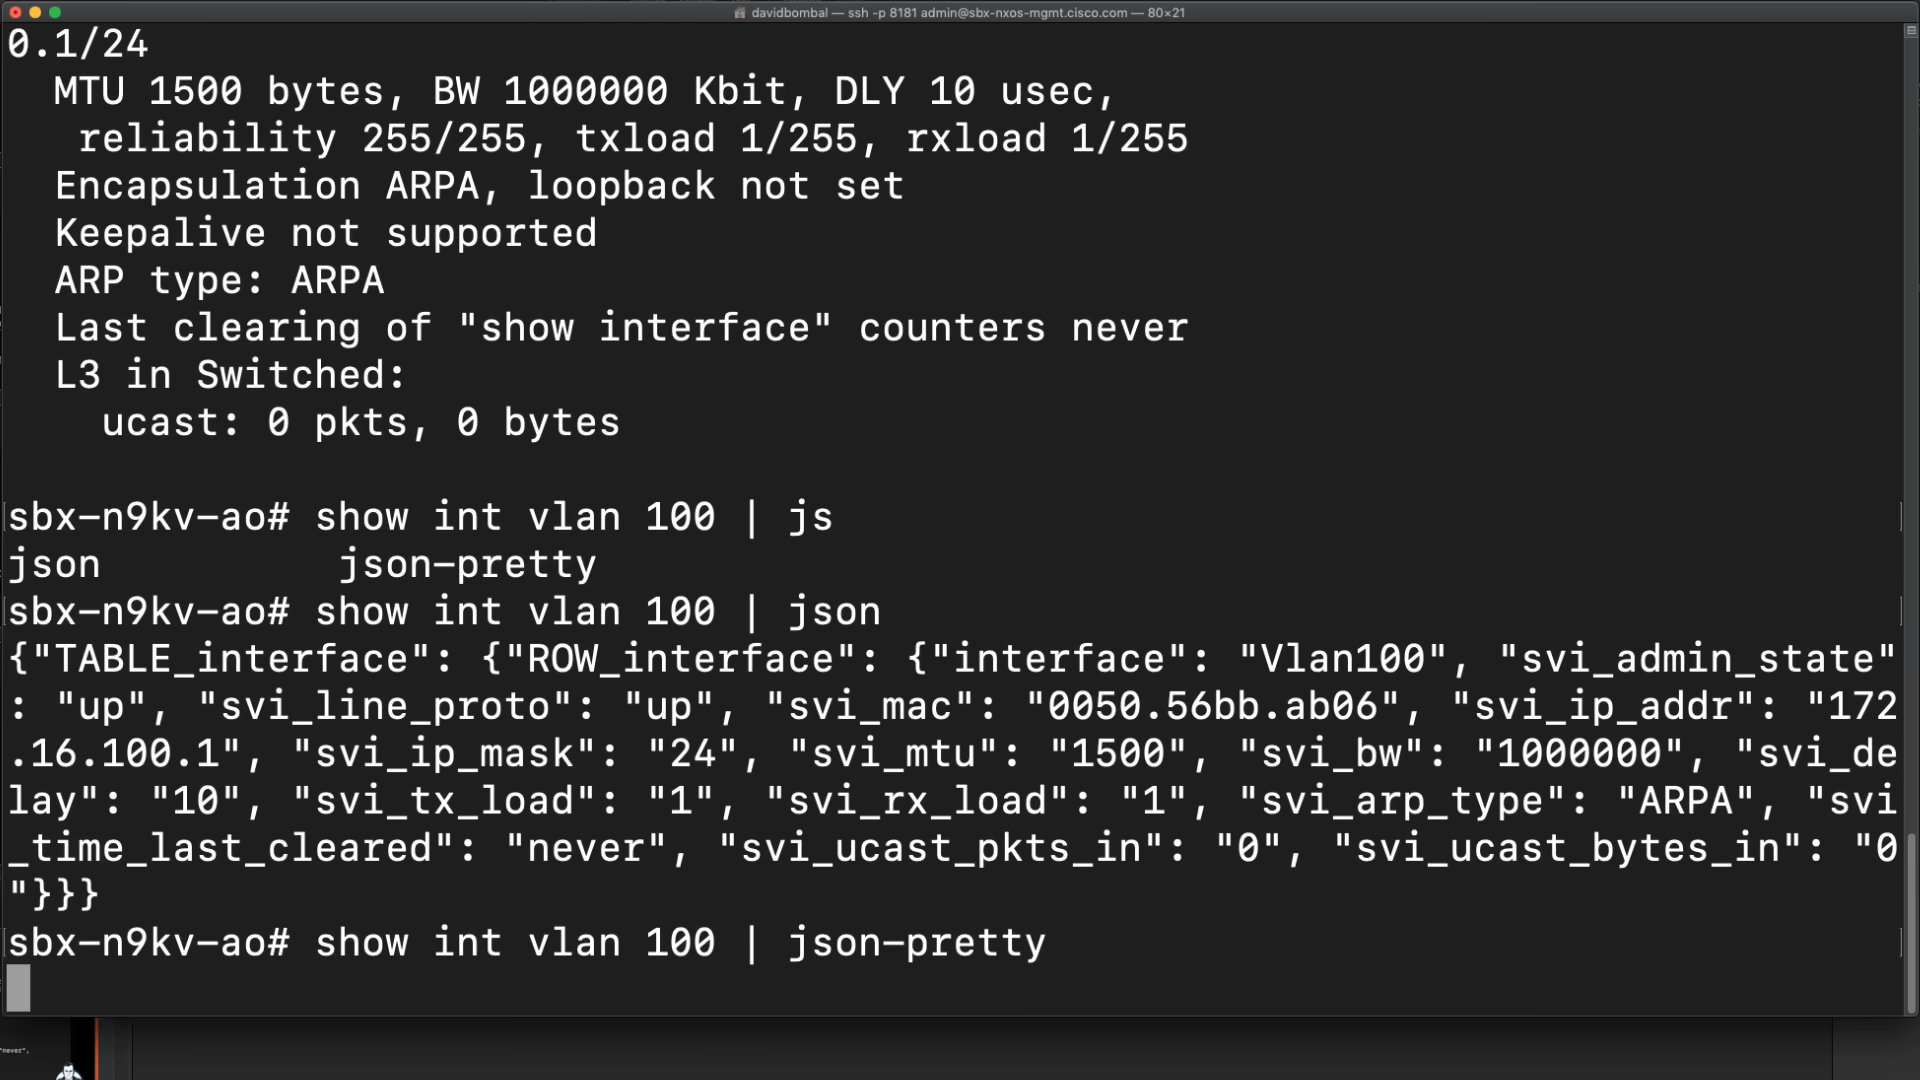 davidbombal — ssh -p 8181 admin@sbx-nxos-mgmt.cisco.com — 80×21
0.1/24
MTU 1500 bytes, BW 1000000 Kbit, DLY 10 usec,
reliability 255/255, txload 1/255, rxload 1/255
Encapsulation ARPA, loopback not set
Keepalive not supported
ARP type: ARPA
Last clearing of "show interface" counters never
L3 in Switched:
ucast: 0 pkts, 0 bytes
sbx-n9kv-ao# show int vlan 100 | js
json json-pretty
sbx-n9kv-ao# show int vlan 100 | json
{"TABLE_interface": {"ROW_interface": {"interface": "Vlan100", "svi_admin_state"
: "up", "svi_line_proto": "up", "svi_mac": "0050.56bb.ab06", "svi_ip_addr": "172
.16.100.1", "svi_ip_mask": "24", "svi_mtu": "1500", "svi_bw": "1000000", "svi_de
lay": "10", "svi_tx_load": "1", "svi_rx_load": "1", "svi_arp_type": "ARPA", "svi
_time_last_cleared": "never", "svi_ucast_pkts_in": "0", "svi_ucast_bytes_in": "0
"}}}
sbx-n9kv-ao# show int vlan 100 | json-pretty
"never",